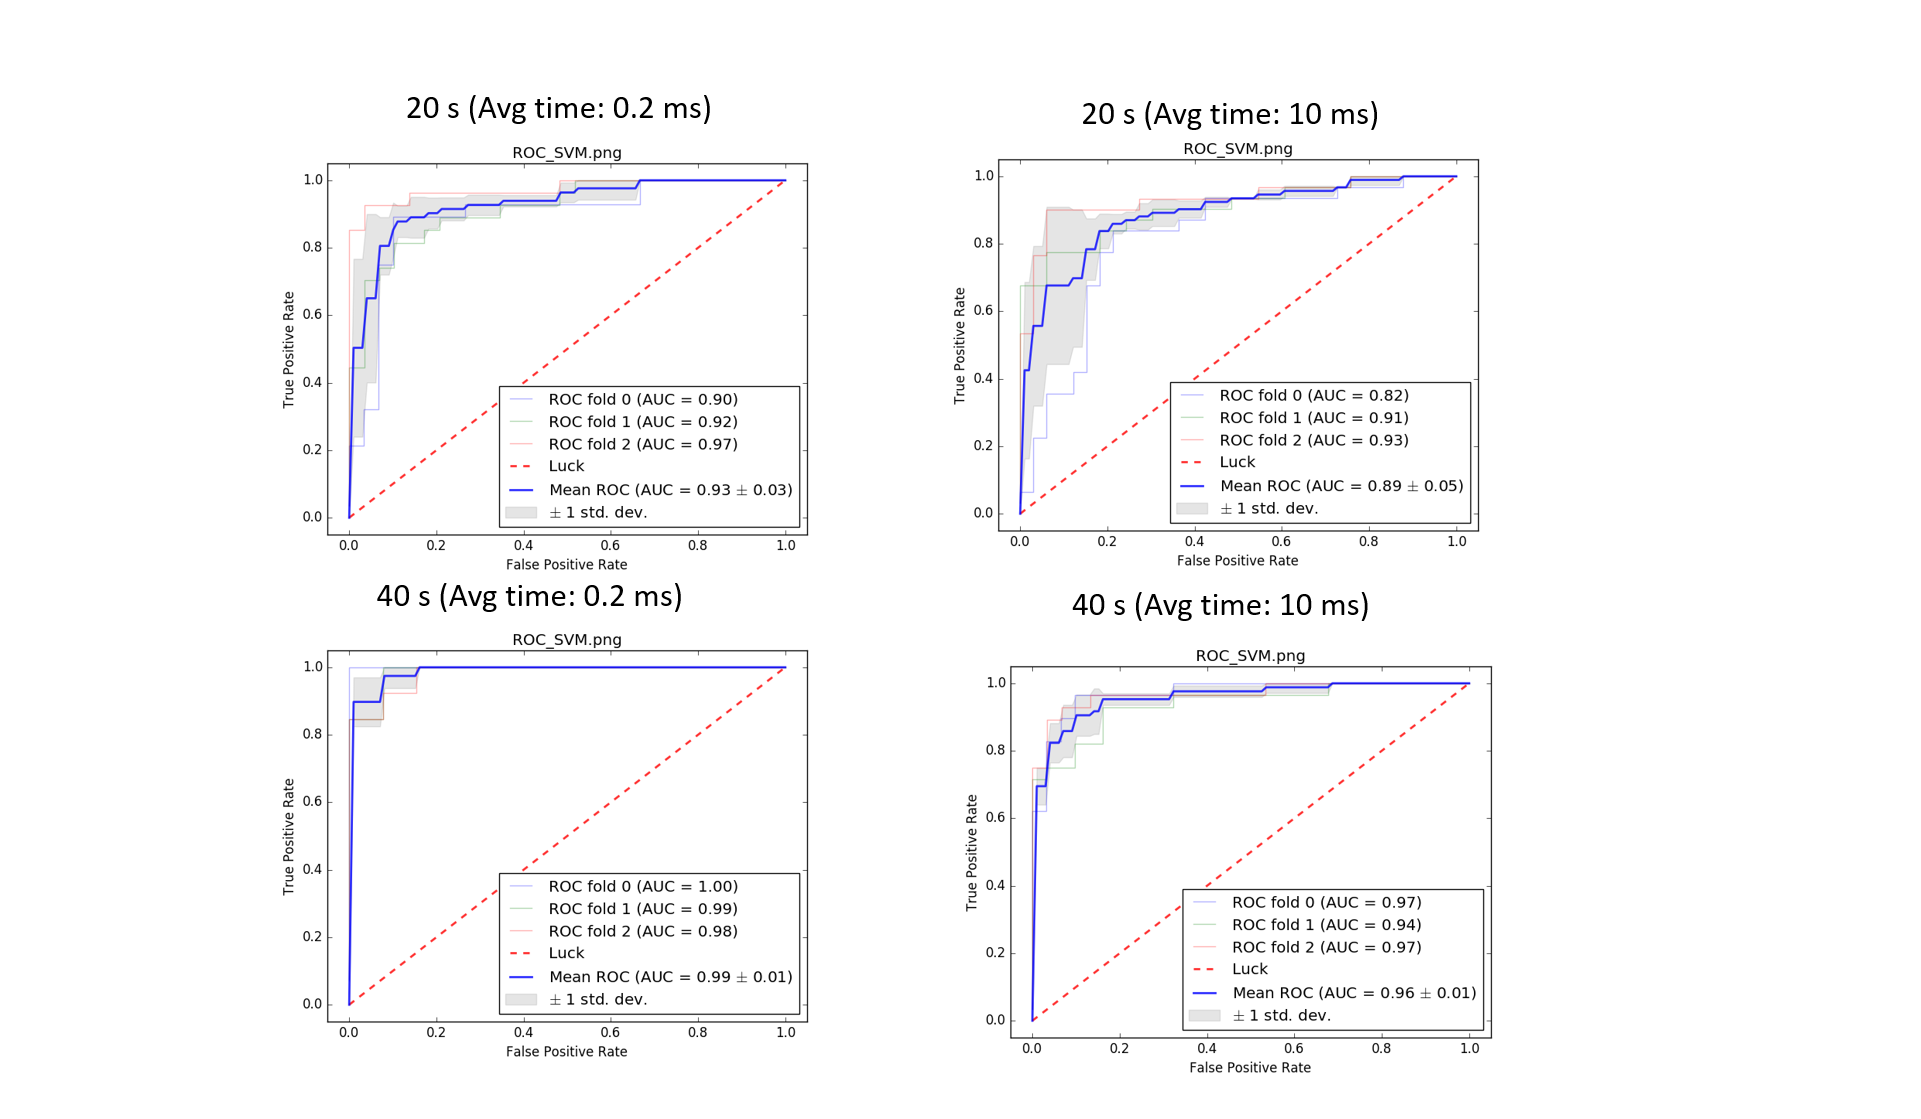 20 s (Avg time: 0.2 ms)
ROC_SVM.png
True Positive Rate
1.0
0.8
0.6
0.4
0.2
0.0
ROC fold 0 (AUC = 0.90)
ROC fold 1 (AUC = 0.92)
ROC fold 2 (AUC = 0.97)
Luck
Mean ROC (AUC = 0.93 ± 0.03)
± 1 std. dev.
0.0 0.2 0.4 0.6 0.8 1.0
False Positive Rate
20 s (Avg time: 10 ms)
ROC_SVM.png
True Positive Rate
1.0
0.8
0.6
0.4
0.2
0.0
ROC fold 0 (AUC = 0.82)
ROC fold 1 (AUC = 0.91)
ROC fold 2 (AUC = 0.93)
Luck
Mean ROC (AUC = 0.89 ± 0.05)
± 1 std. dev.
0.0 0.2 0.4 0.6 0.8 1.0
False Positive Rate
40 s (Avg time: 0.2 ms)
ROC_SVM.png
True Positive Rate
1.0
0.8
0.6
0.4
0.2
0.0
ROC fold 0 (AUC = 1.00)
ROC fold 1 (AUC = 0.99)
ROC fold 2 (AUC = 0.98)
Luck
Mean ROC (AUC = 0.99 ± 0.01)
± 1 std. dev.
0.0 0.2 0.4 0.6 0.8 1.0
False Positive Rate
40 s (Avg time: 10 ms)
ROC_SVM.png
True Positive Rate
1.0
0.8
0.6
0.4
0.2
0.0
ROC fold 0 (AUC = 0.97)
ROC fold 1 (AUC = 0.94)
ROC fold 2 (AUC = 0.97)
Luck
Mean ROC (AUC = 0.96 ± 0.01)
± 1 std. dev.
0.0 0.2 0.4 0.6 0.8 1.0
False Positive Rate